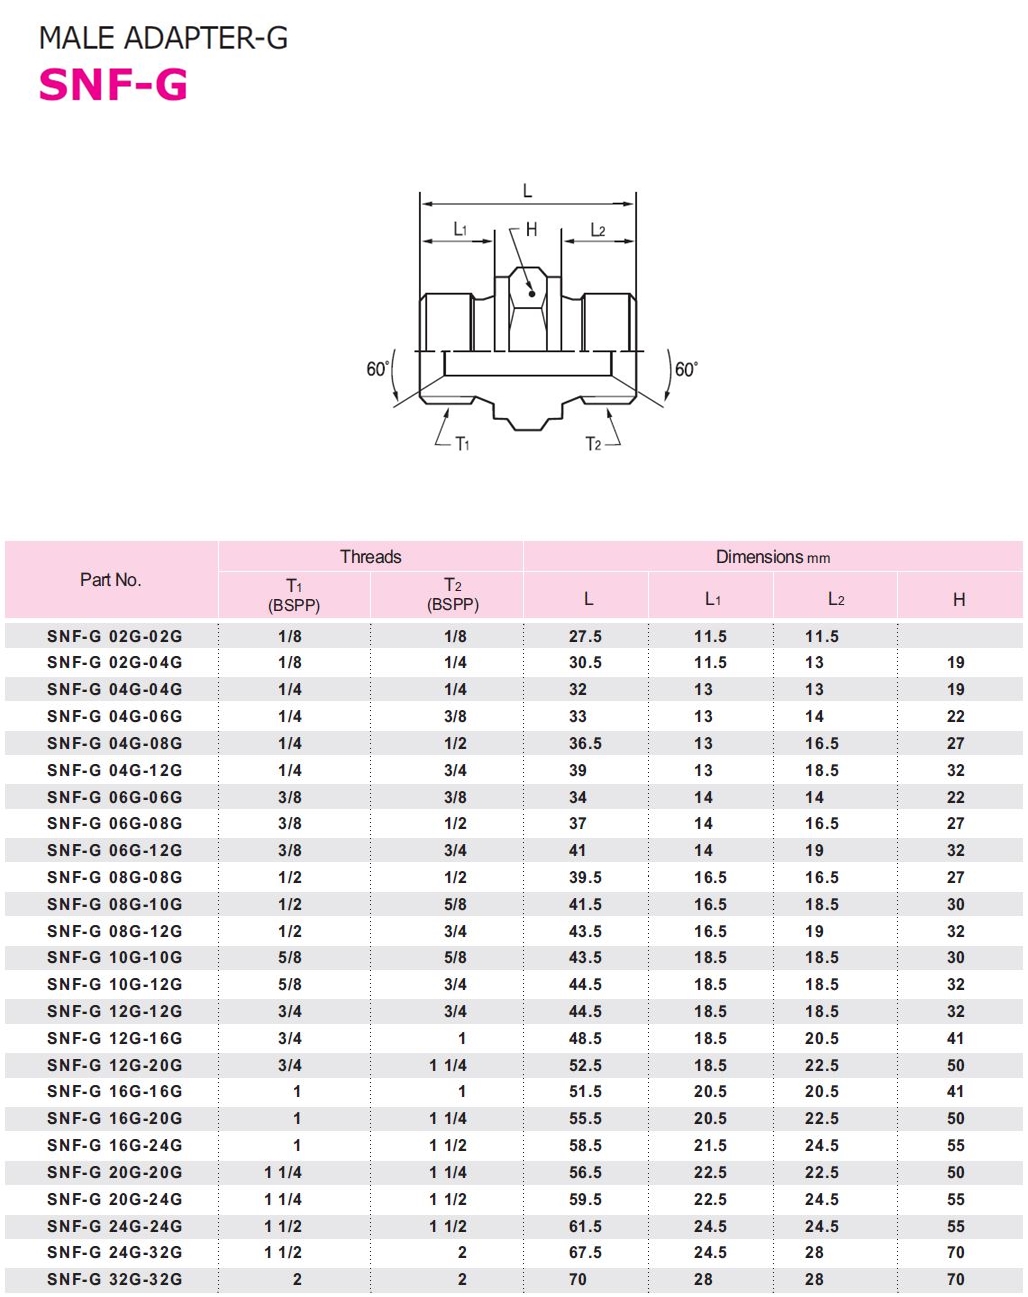 MALE ADAPTER-G
SNF-G
L
L1 H L2
60° 60°
T1 T2
Part No. Threads Dimensions mm
T1 (BSPP) T2 (BSPP) L L1 L2 H
SNF-G 02G-02G 1/8 1/8 27.5 11.5 11.5
SNF-G 02G-04G 1/8 1/4 30.5 11.5 13 19
SNF-G 04G-04G 1/4 1/4 32 13 13 19
SNF-G 04G-06G 1/4 3/8 33 13 14 22
SNF-G 04G-08G 1/4 1/2 36.5 13 16.5 27
SNF-G 04G-12G 1/4 3/4 39 13 18.5 32
SNF-G 06G-06G 3/8 3/8 34 14 14 22
SNF-G 06G-08G 3/8 1/2 37 14 16.5 27
SNF-G 06G-12G 3/8 3/4 41 14 19 32
SNF-G 08G-08G 1/2 1/2 39.5 16.5 16.5 27
SNF-G 08G-10G 1/2 5/8 41.5 16.5 18.5 30
SNF-G 08G-12G 1/2 3/4 43.5 16.5 19 32
SNF-G 10G-10G 5/8 5/8 43.5 18.5 18.5 30
SNF-G 10G-12G 5/8 3/4 44.5 18.5 18.5 32
SNF-G 12G-12G 3/4 3/4 44.5 18.5 18.5 32
SNF-G 12G-16G 3/4 1 48.5 18.5 20.5 41
SNF-G 12G-20G 3/4 1 1/4 52.5 18.5 22.5 50
SNF-G 16G-16G 1 1 51.5 20.5 20.5 41
SNF-G 16G-20G 1 1 1/4 55.5 20.5 22.5 50
SNF-G 16G-24G 1 1 1/2 58.5 21.5 24.5 55
SNF-G 20G-20G 1 1/4 1 1/4 56.5 22.5 22.5 50
SNF-G 20G-24G 1 1/4 1 1/2 59.5 22.5 24.5 55
SNF-G 24G-24G 1 1/2 1 1/2 61.5 24.5 24.5 55
SNF-G 24G-32G 1 1/2 2 67.5 24.5 28 70
SNF-G 32G-32G 2 2 70 28 28 70